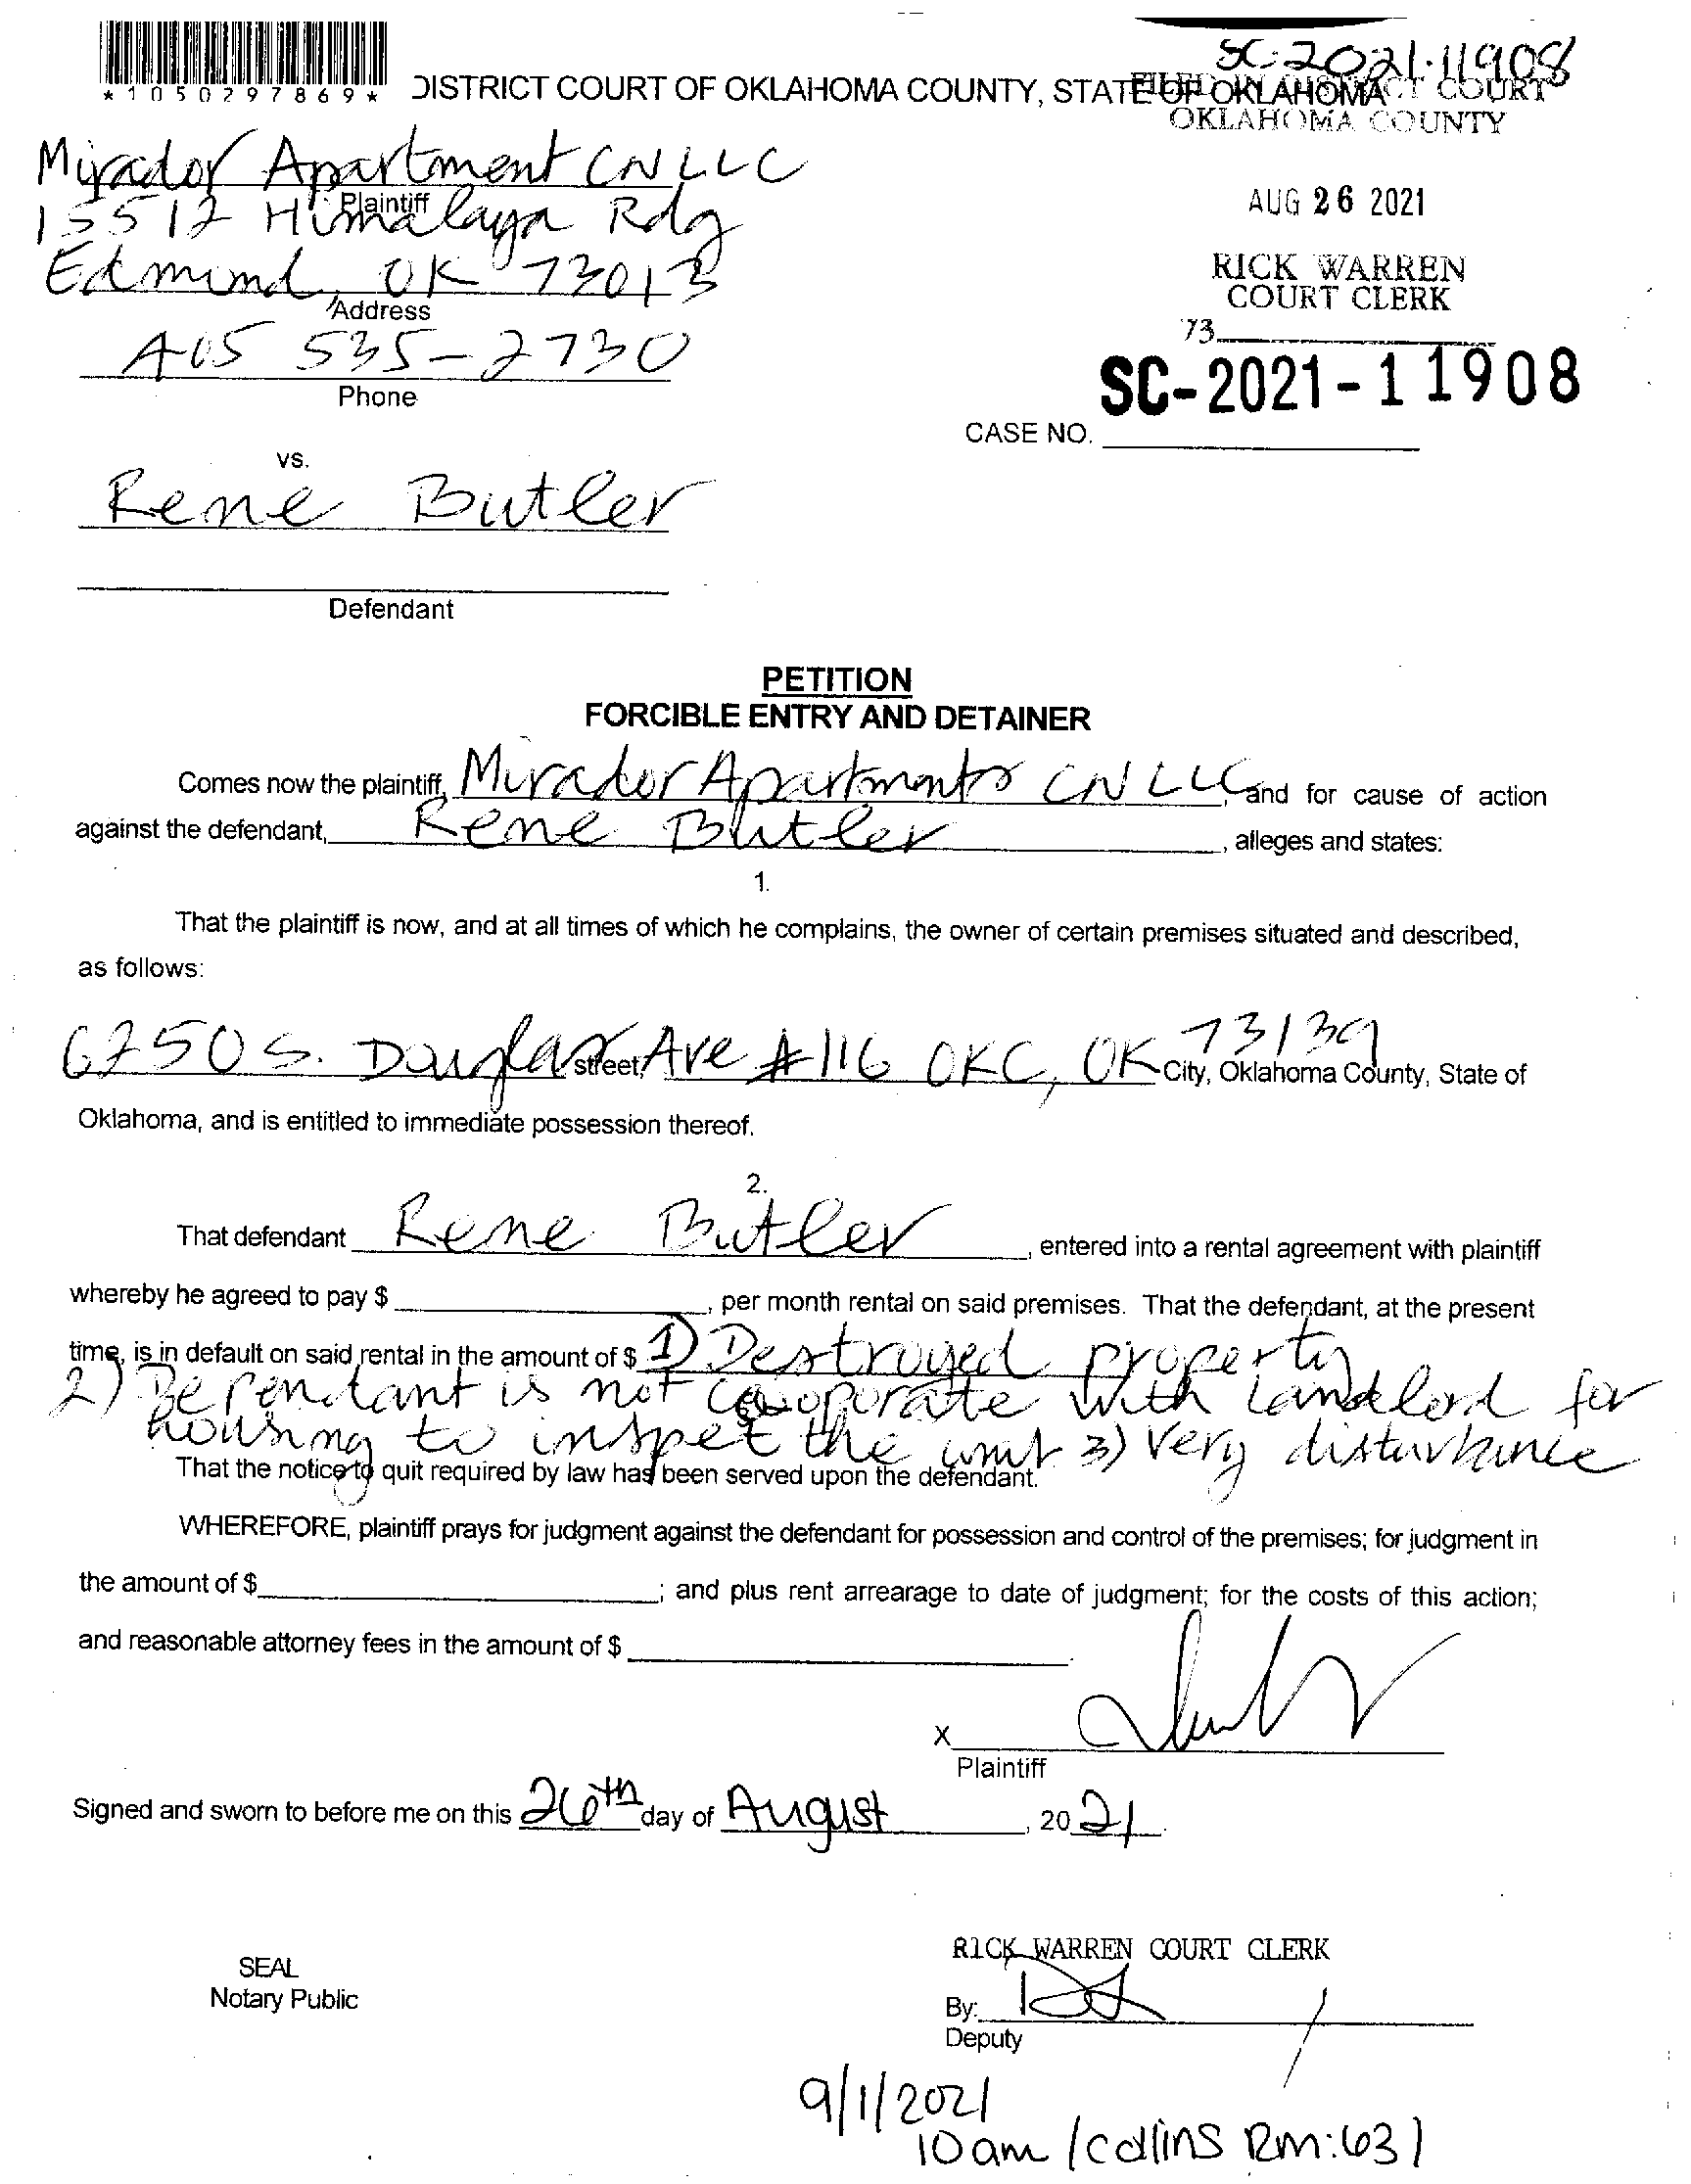 SC-2021-11908
*1050297869*
DISTRICT COURT OF OKLAHOMA COUNTY, STATE OF OKLAHOMA
FILED IN DISTRICT COURT
OKLAHOMA COUNTY
AUG 26 2021
RICK WARREN
COURT CLERK
73
SC-2021-11908
CASE NO.
Mirador Apartment CN LLC
Plaintiff
15512 Himalaya Rdg
Edmond, OK 73013
Address
405 535-2730
Phone
vs.
Rene Butler
Defendant
PETITION
FORCIBLE ENTRY AND DETAINER
Comes now the plaintiff, Mirador Apartments CN LLC, and for cause of action
against the defendant, Rene Butler, alleges and states:
1.
That the plaintiff is now, and at all times of which he complains, the owner of certain premises situated and described,
as follows:
6750 S. Douglas street, Ave #116 OKC, OK 73139 City, Oklahoma County, State of
Oklahoma, and is entitled to immediate possession thereof.
2.
That defendant Rene Butler, entered into a rental agreement with plaintiff
whereby he agreed to pay $ , per month rental on said premises. That the defendant, at the present
time, is in default on said rental in the amount of $ 1) Destroyed property
2) Defendant is not cooporate with Landlord for
housing to inspet the unit 3) Very disturbance
That the notice to quit required by law has been served upon the defendant.
WHEREFORE, plaintiff prays for judgment against the defendant for possession and control of the premises; for judgment in
the amount of $ ; and plus rent arrearage to date of judgment; for the costs of this action;
and reasonable attorney fees in the amount of $ .
X
Plaintiff
Signed and sworn to before me on this 26th day of August, 20 21.
SEAL
Notary Public
RICK WARREN COURT CLERK
By:
Deputy
9/1/2021
10am / Collins Rm: 631